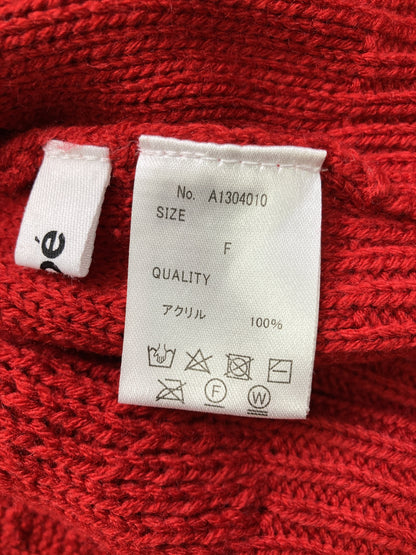 pé
No. A1304010
SIZE
F
QUALITY
アクリル 100%
F W